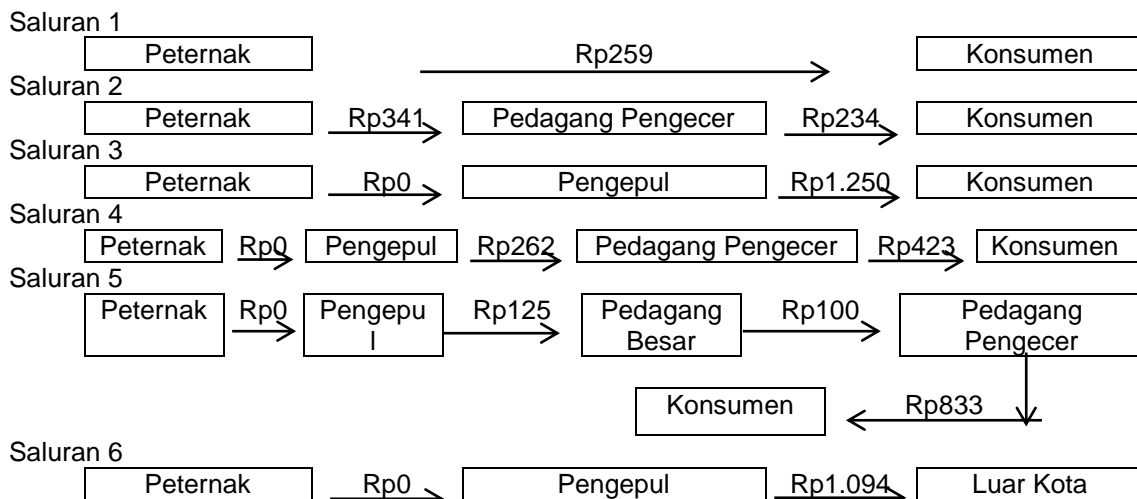 Saluran 1
Peternak Rp259 Konsumen
Saluran 2
Peternak Rp341 Pedagang Pengecer Rp234 Konsumen
Saluran 3
Peternak Rp0 Pengepul Rp1.250 Konsumen
Saluran 4
Peternak Rp0 Pengepul Rp262 Pedagang Pengecer Rp423 Konsumen
Saluran 5
Peternak Rp0 Pengepu Rp125 Pedagang Rp100 Pedagang
l Besar Pengecer
Konsumen Rp833
Saluran 6
Peternak Rp0 Pengepul Rp1.094 Luar Kota